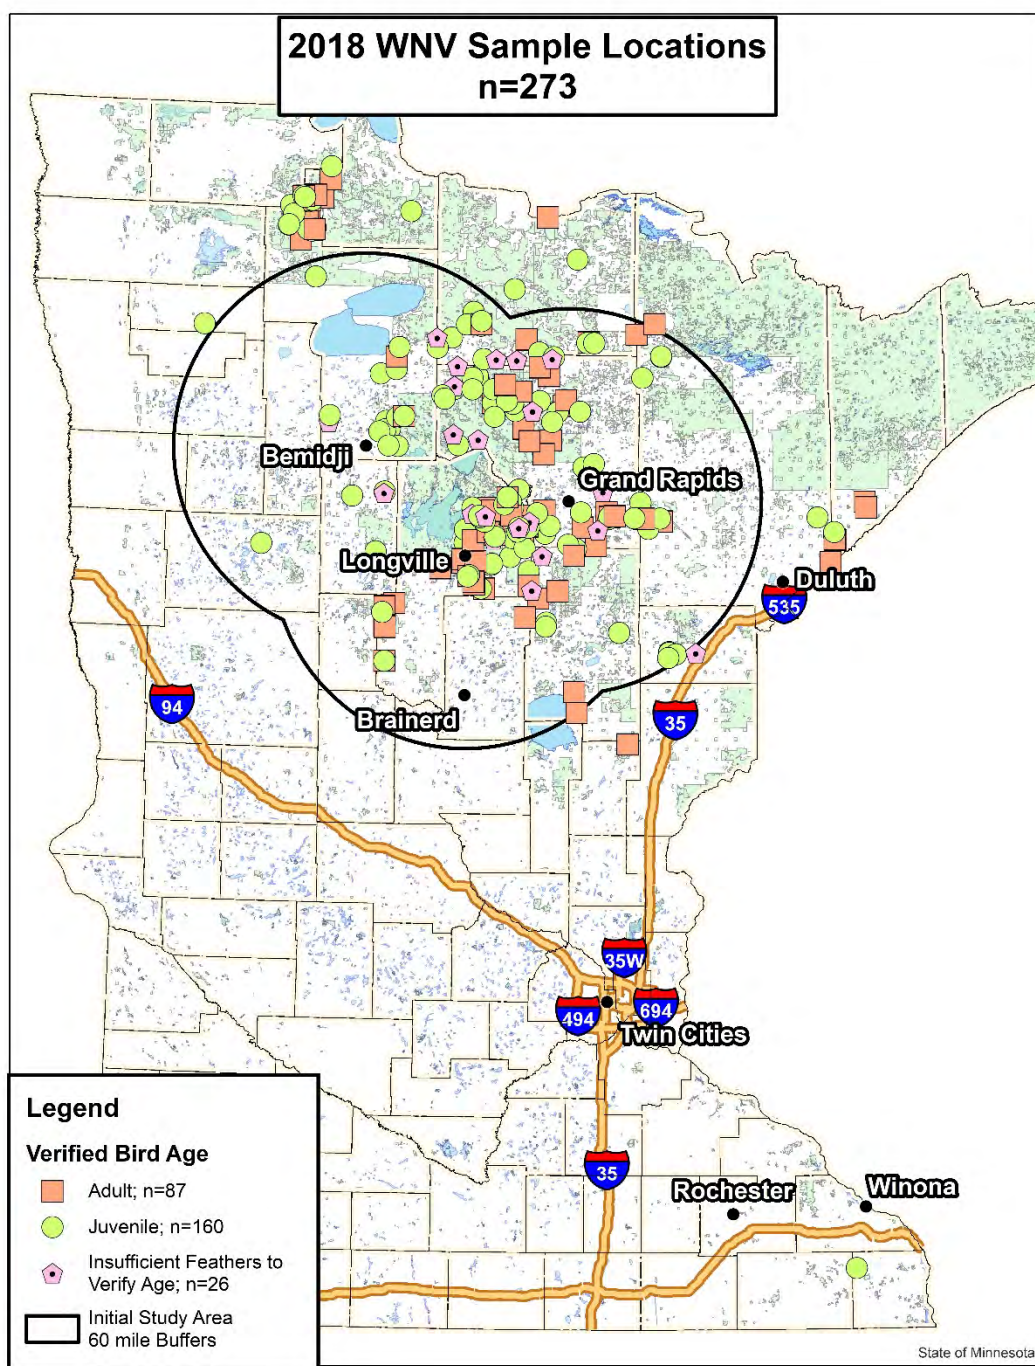 2018 WNV Sample Locations
n=273
Bemidji
Grand Rapids
Longville
Duluth
535
Brainerd
94
35
35W
494
694
Twin Cities
35
Rochester
Winona
Legend
Verified Bird Age
Adult; n=87
Juvenile; n=160
Insufficient Feathers to
Verify Age; n=26
Initial Study Area
60 mile Buffers
State of Minnesota